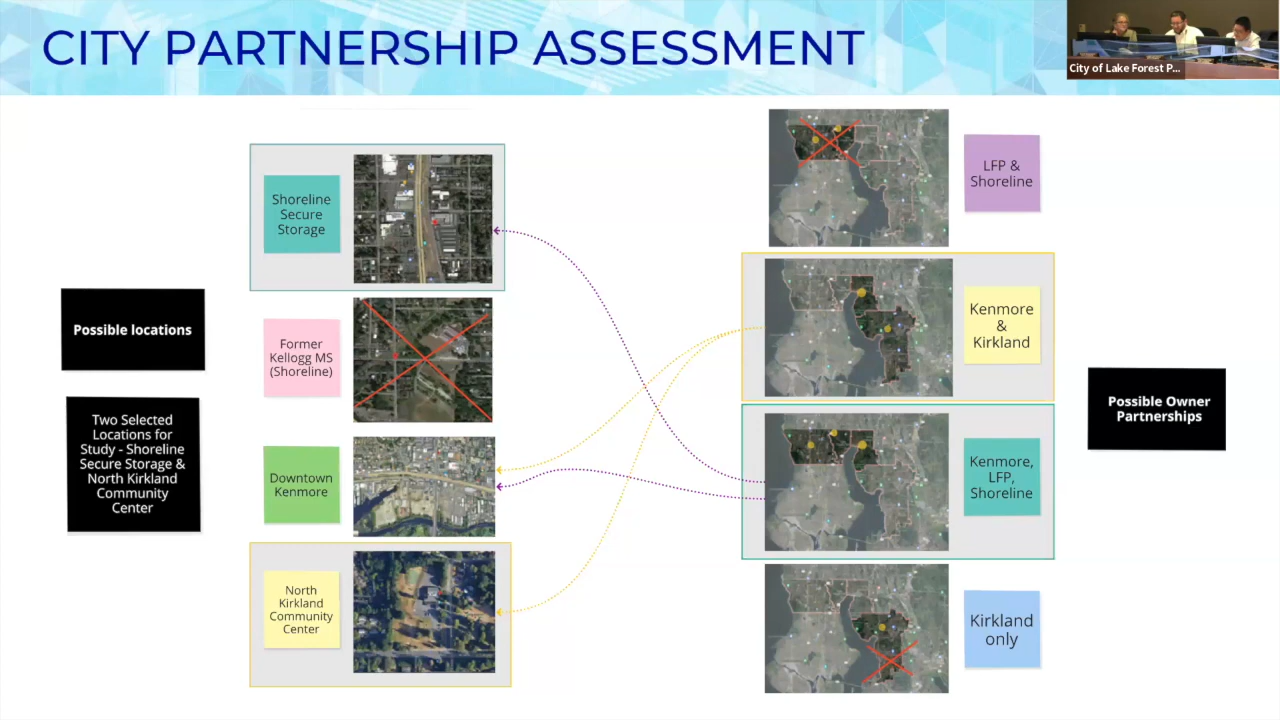 CITY PARTNERSHIP ASSESSMENT
City of Lake Forest P...
Possible locations
Two Selected
Locations for
Study - Shoreline
Secure Storage &
North Kirkland
Community
Center
Shoreline
Secure
Storage
Former
Kellogg MS
(Shoreline)
Downtown
Kenmore
North
Kirkland
Community
Center
LFP &
Shoreline
Kenmore
&
Kirkland
Kenmore,
LFP,
Shoreline
Kirkland
only
Possible Owner
Partnerships